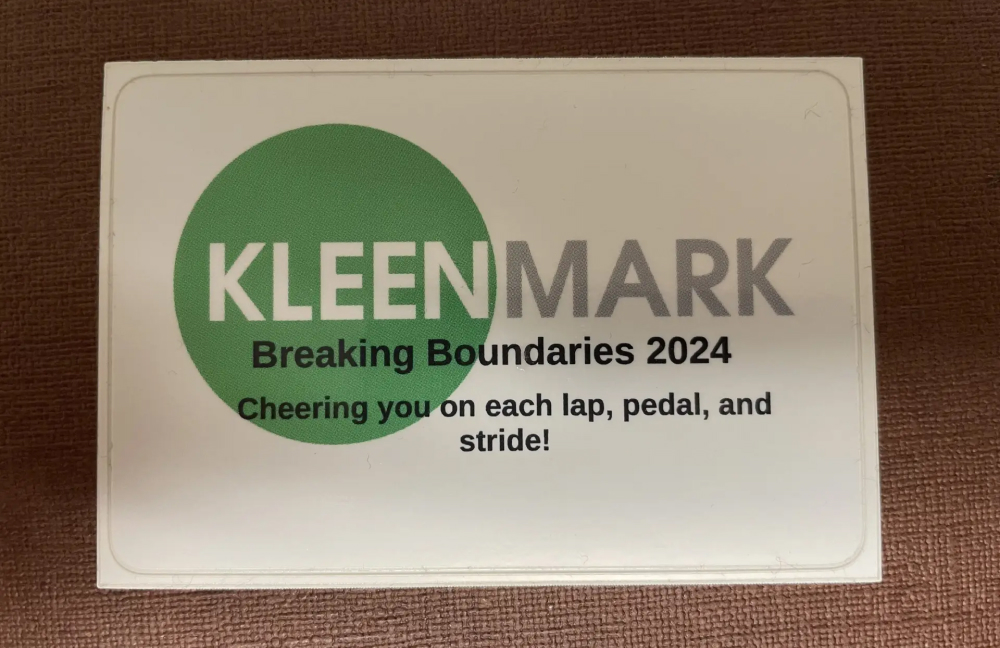 KLEENMARK
Breaking Boundaries 2024
Cheering you on each lap, pedal, and
stride!